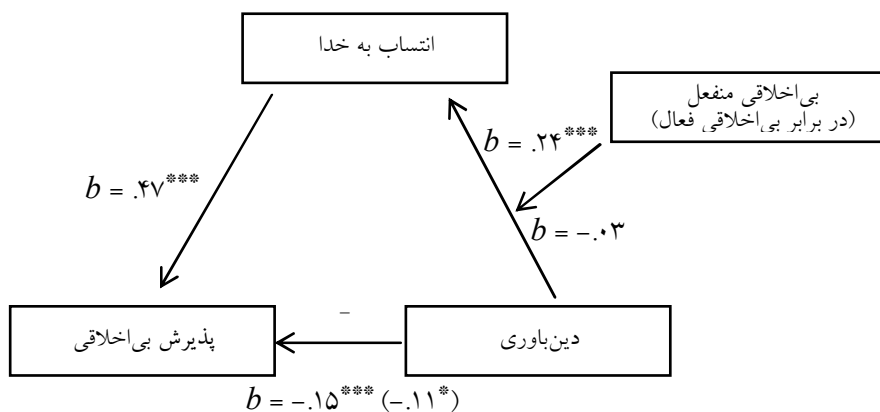 انتساب به خدا
بی‌اخلاقی منفعل
(در برابر بی‌اخلاقی فعال)
b = .۲۴***
b = .۴۷***
b = -.۰۳
–
پذیرش بی‌اخلاقی
دین‌باوری
b = -.۱۵*** (-.۱۱*)